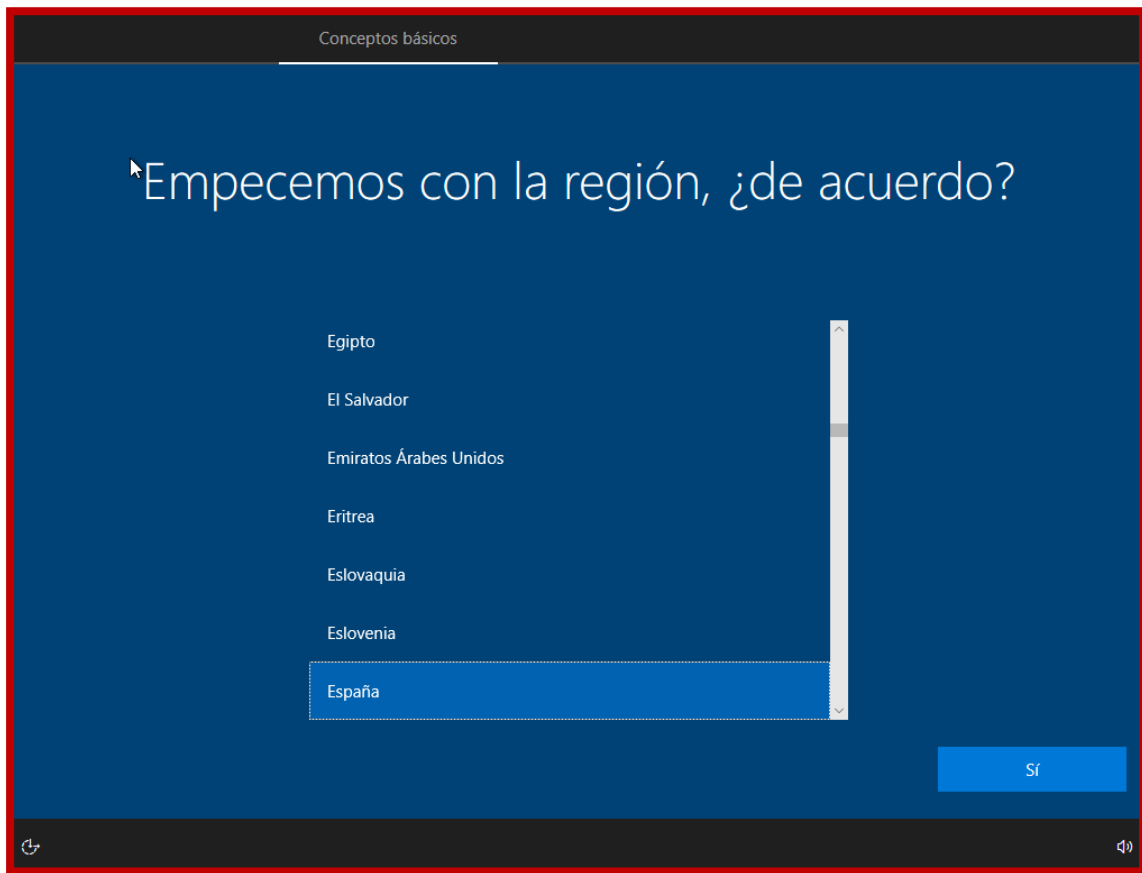 Conceptos básicos
Empecemos con la región, ¿de acuerdo?
Egipto
El Salvador
Emiratos Árabes Unidos
Eritrea
Eslovaquia
Eslovenia
España
Sí